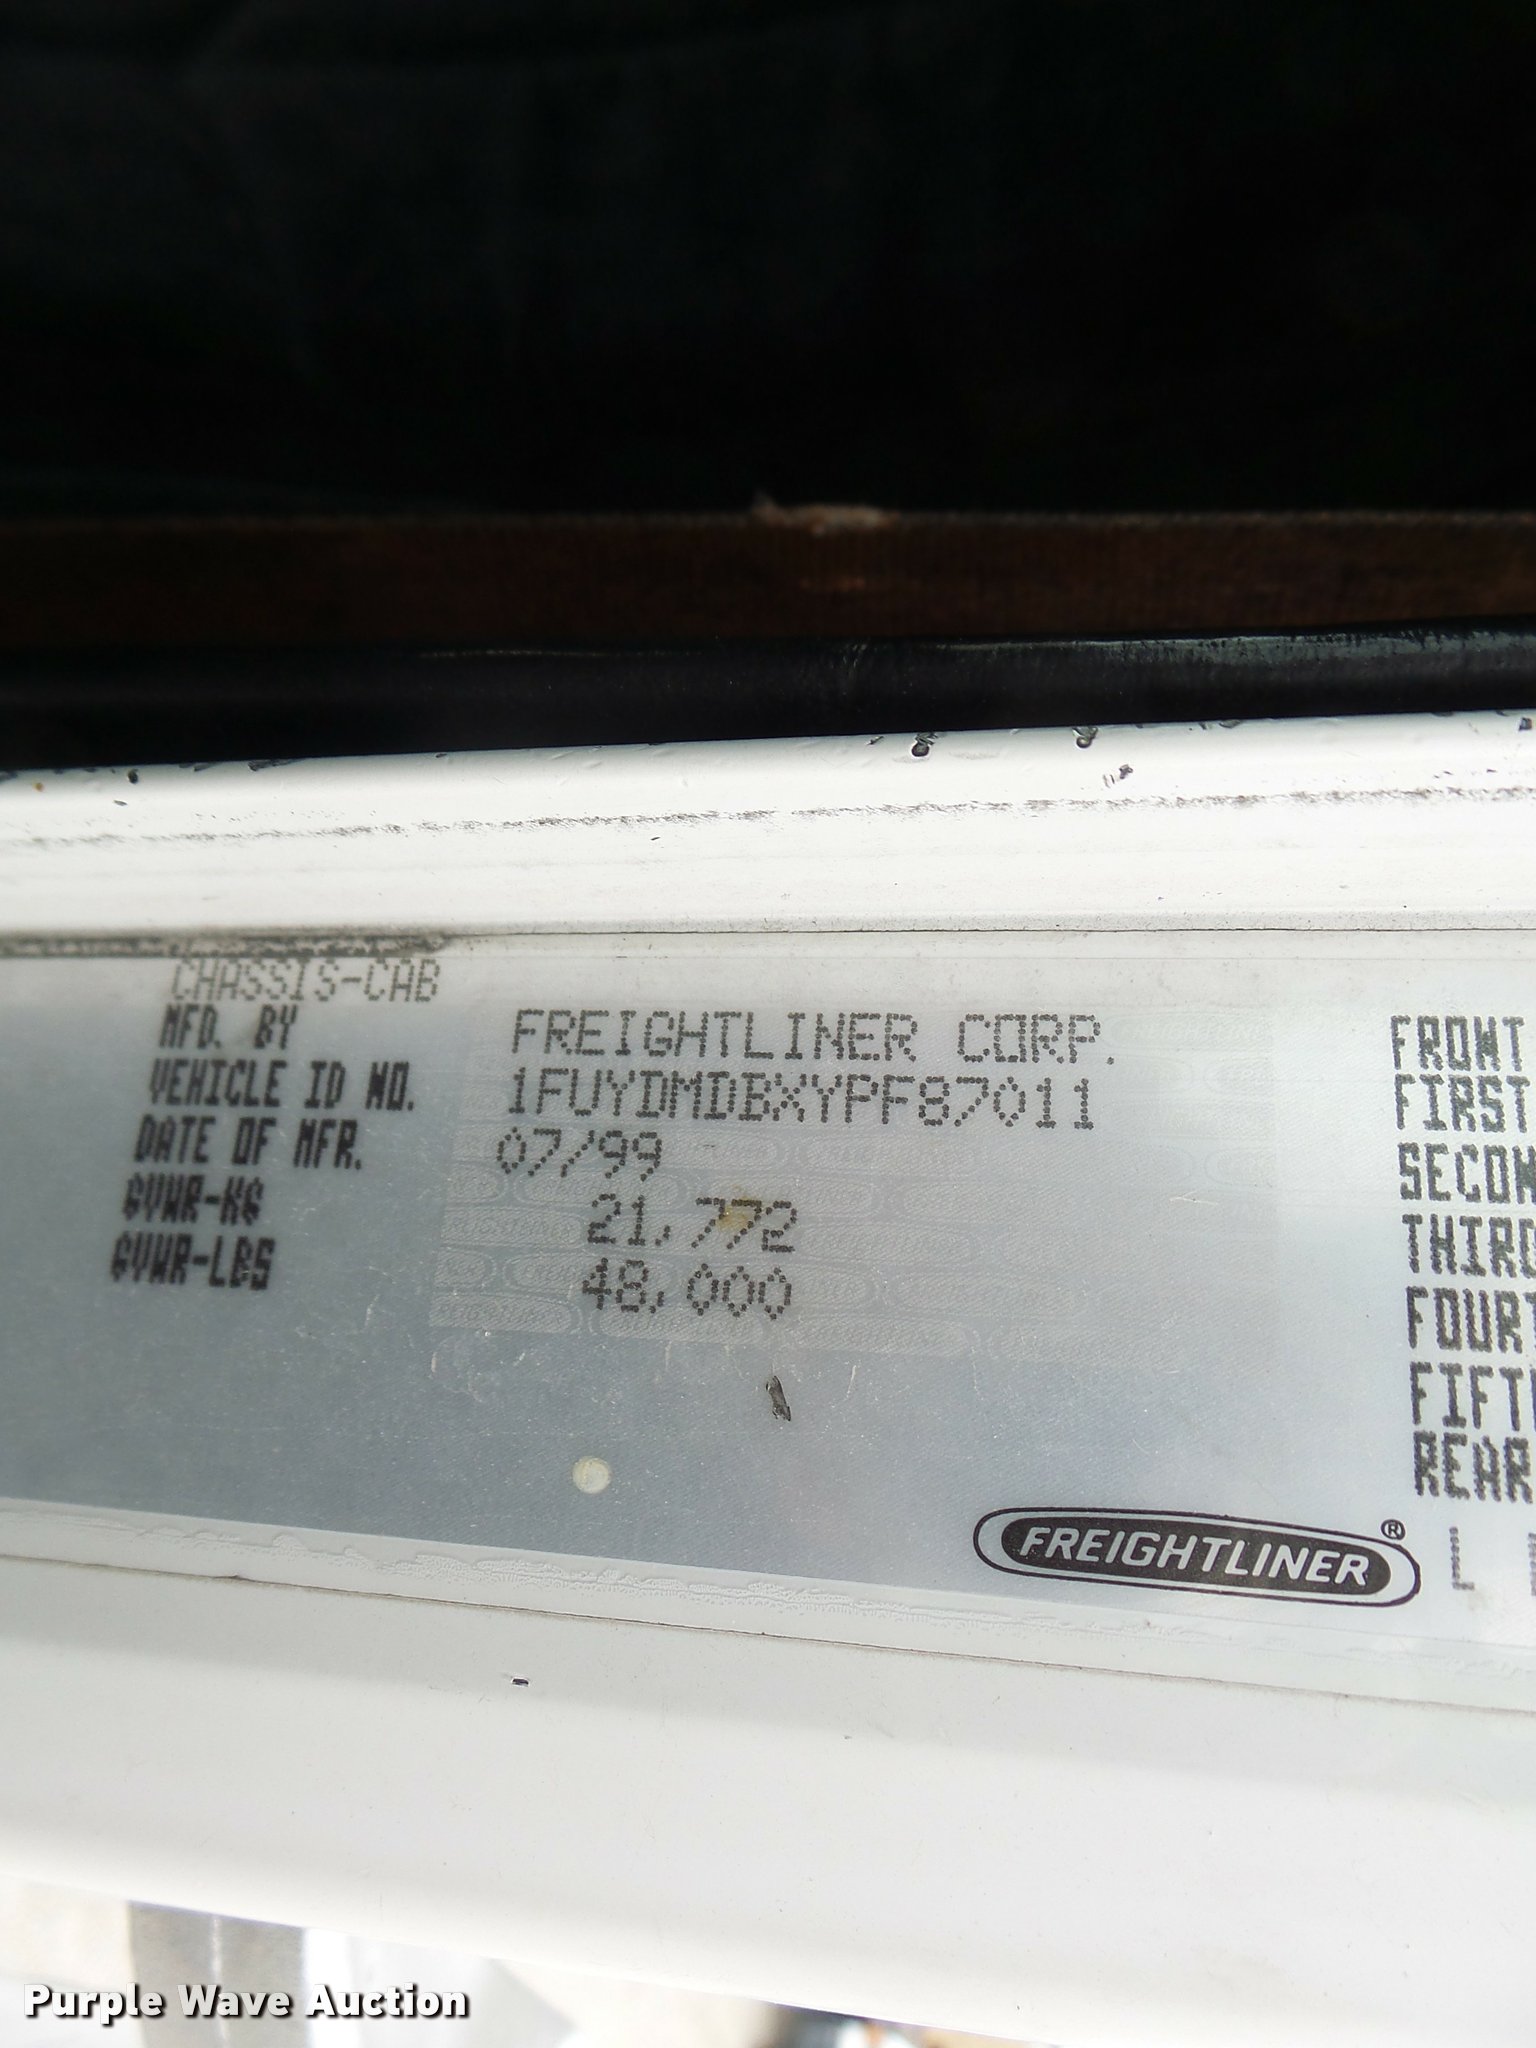 CHASSIS-CAB
MFD. BY FREIGHTLINER CORP.
VEHICLE ID NO. 1FUYDMDBXYPF87011
DATE OF MFR. 07/99
GVWR-KG 21,772
GVWR-LBS 48,000
FRONT
FIRST
SECON
THIRD
FOURT
FIFT
REAR
FREIGHTLINER®
L
Purple Wave Auction